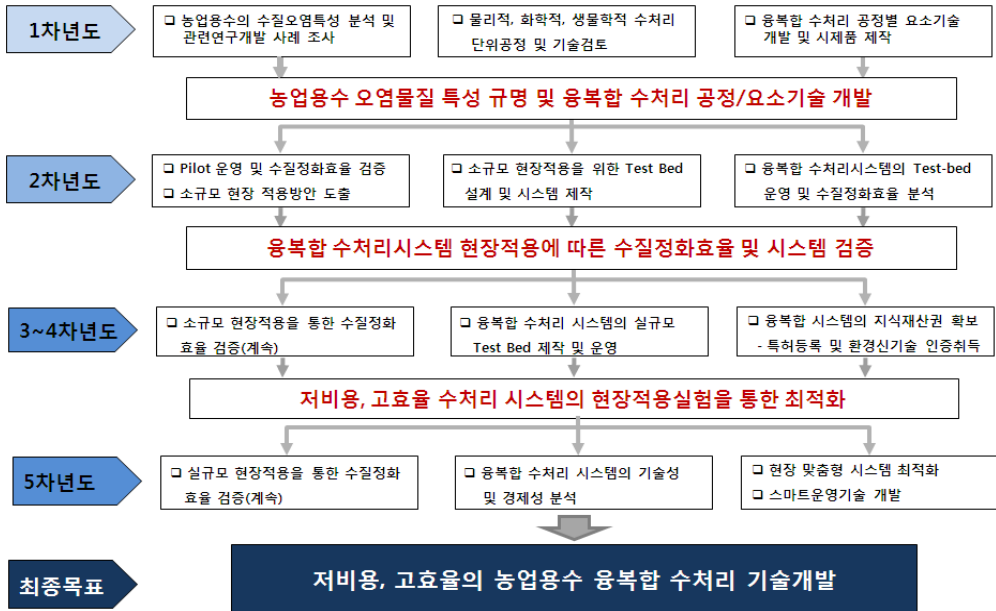 1차년도
❑ 농업용수의 수질오염특성 분석 및
관련연구개발 사례 조사
❑ 물리적, 화학적, 생물학적 수처리
단위공정 및 기술검토
❑ 융복합 수처리 공정별 요소기술
개발 및 시제품 제작
농업용수 오염물질 특성 규명 및 융복합 수처리 공정/요소기술 개발
2차년도
❑ Pilot 운영 및 수질정화효율 검증
❑ 소규모 현장 적용방안 도출
❑ 소규모 현장적용을 위한 Test Bed
설계 및 시스템 제작
❑ 융복합 수처리시스템의 Test-bed
운영 및 수질정화효율 분석
융복합 수처리시스템 현장적용에 따른 수질정화효율 및 시스템 검증
3~4차년도
❑ 소규모 현장적용을 통한 수질정화
효율 검증(계속)
❑ 융복합 수처리 시스템의 실규모
Test Bed 제작 및 운영
❑ 융복합 시스템의 지식재산권 확보
- 특허등록 및 환경신기술 인증취득
저비용, 고효율 수처리 시스템의 현장적용실험을 통한 최적화
5차년도
❑ 실규모 현장적용을 통한 수질정화
효율 검증(계속)
❑ 융복합 수처리 시스템의 기술성
및 경제성 분석
❑ 현장 맞춤형 시스템 최적화
❑ 스마트운영기술 개발
최종목표
저비용, 고효율의 농업용수 융복합 수처리 기술개발